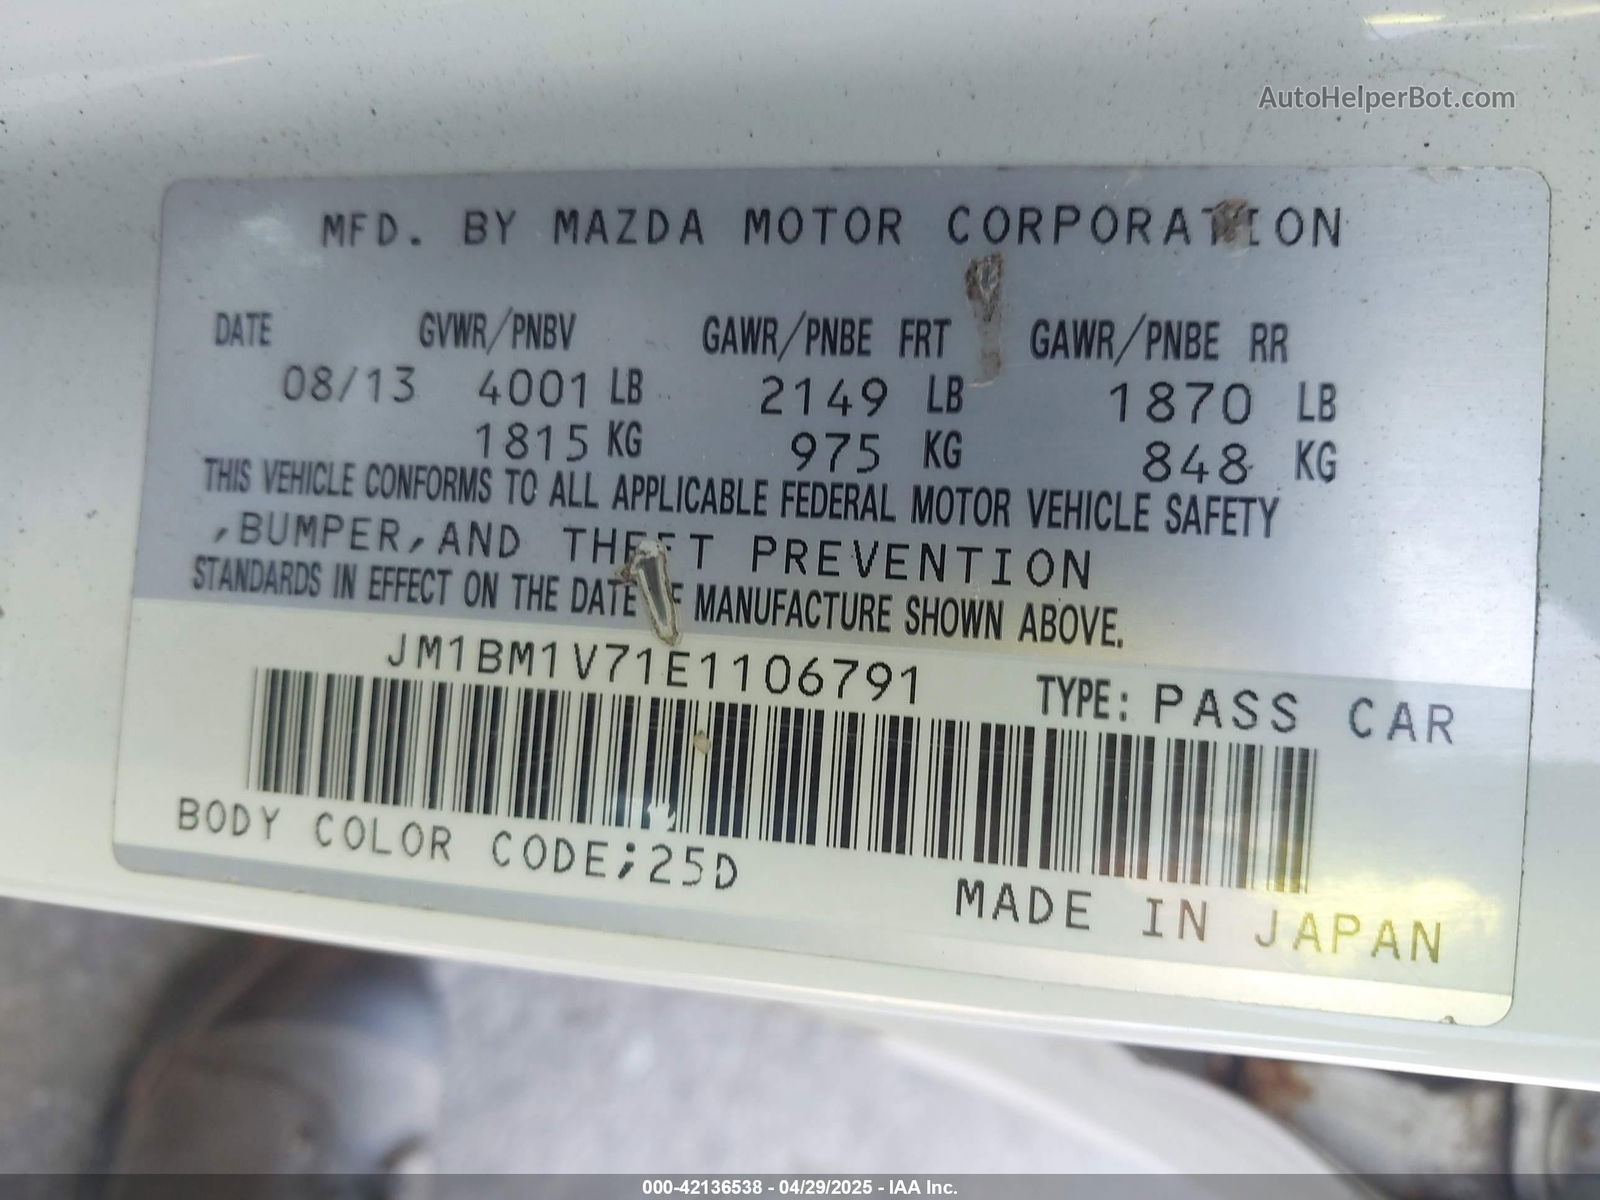 AutoHelperBot.com
MFD. BY MAZDA MOTOR CORPORATION
DATE GVWR/PNBV GAWR/PNBE FRT GAWR/PNBE RR
08/13 4001 LB 2149 LB 1870 LB
1815 KG 975 KG 848 KG
THIS VEHICLE CONFORMS TO ALL APPLICABLE FEDERAL MOTOR VEHICLE SAFETY
,BUMPER,AND THEFT PREVENTION
STANDARDS IN EFFECT ON THE DATE OF MANUFACTURE SHOWN ABOVE.
JM1BM1V71E1106791
TYPE: PASS CAR
BODY COLOR CODE;25D
MADE IN JAPAN
000-42136538 - 04/29/2025 - IAA Inc.